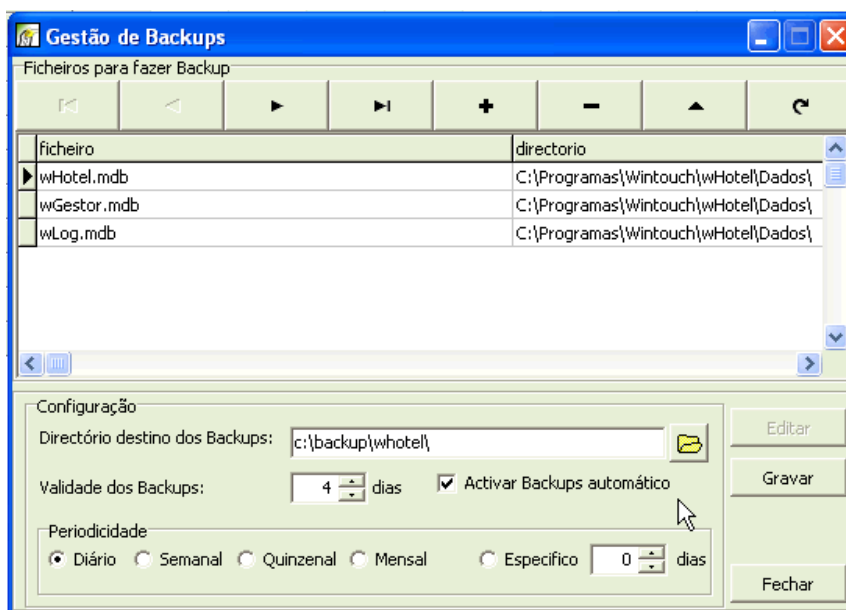 Gestão de Backups
Ficheiros para fazer Backup
ficheiro directorio
wHotel.mdb C:\Programas\Wintouch\wHotel\Dados\
wGestor.mdb C:\Programas\Wintouch\wHotel\Dados\
wLog.mdb C:\Programas\Wintouch\wHotel\Dados\
Configuração
Directório destino dos Backups: c:\backup\whotel\
Editar
Validade dos Backups: 4 dias Activar Backups automático
Gravar
Periodicidade
Diário Semanal Quinzenal Mensal Especifico 0 dias
Fechar